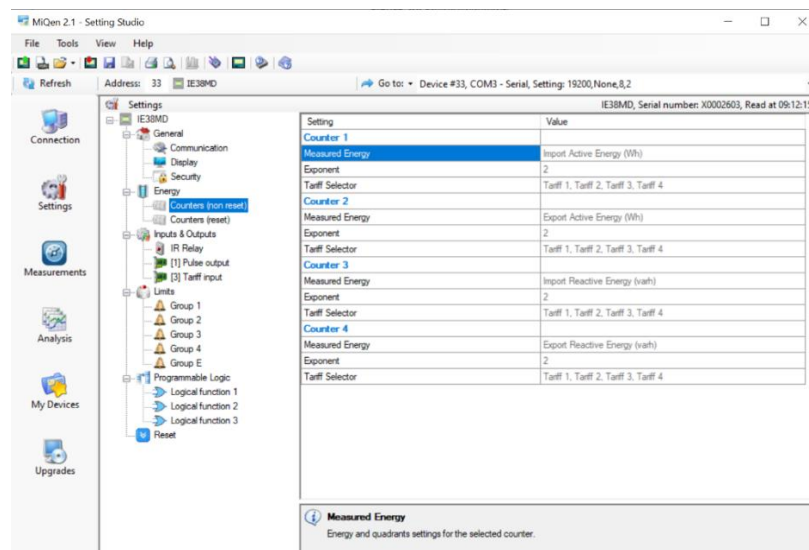 MiQen 2.1 - Setting Studio
File Tools View Help
Refresh Address: 33 IE38MD Go to: Device #33, COM3 - Serial, Setting: 19200,None,8,2
Settings IE38MD, Serial number: X0002603, Read at 09:12:15
Connection
Settings
Measurements
Analysis
My Devices
Upgrades
IE38MD
General
Communication
Display
Security
Energy
Counters (non reset)
Counters (reset)
Inputs & Outputs
IR Relay
[1] Pulse output
[3] Tariff input
Limits
Group 1
Group 2
Group 3
Group 4
Group E
Programmable Logic
Logical function 1
Logical function 2
Logical function 3
Reset
Setting Value
Counter 1
Measured Energy Import Active Energy (Wh)
Exponent 2
Tariff Selector Tariff 1, Tariff 2, Tariff 3, Tariff 4
Counter 2
Measured Energy Export Active Energy (Wh)
Exponent 2
Tariff Selector Tariff 1, Tariff 2, Tariff 3, Tariff 4
Counter 3
Measured Energy Import Reactive Energy (varh)
Exponent 2
Tariff Selector Tariff 1, Tariff 2, Tariff 3, Tariff 4
Counter 4
Measured Energy Export Reactive Energy (varh)
Exponent 2
Tariff Selector Tariff 1, Tariff 2, Tariff 3, Tariff 4
Measured Energy
Energy and quadrants settings for the selected counter.